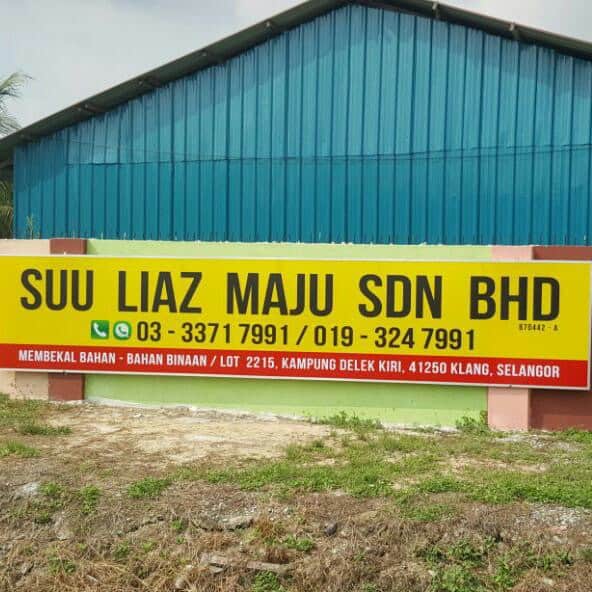 SUU LIAZ MAJU SDN BHD
870442 - A
03 - 3371 7991 / 019 - 324 7991
MEMBEKAL BAHAN - BAHAN BINAAN / LOT 2215, KAMPUNG DELEK KIRI, 41250 KLANG, SELANGOR